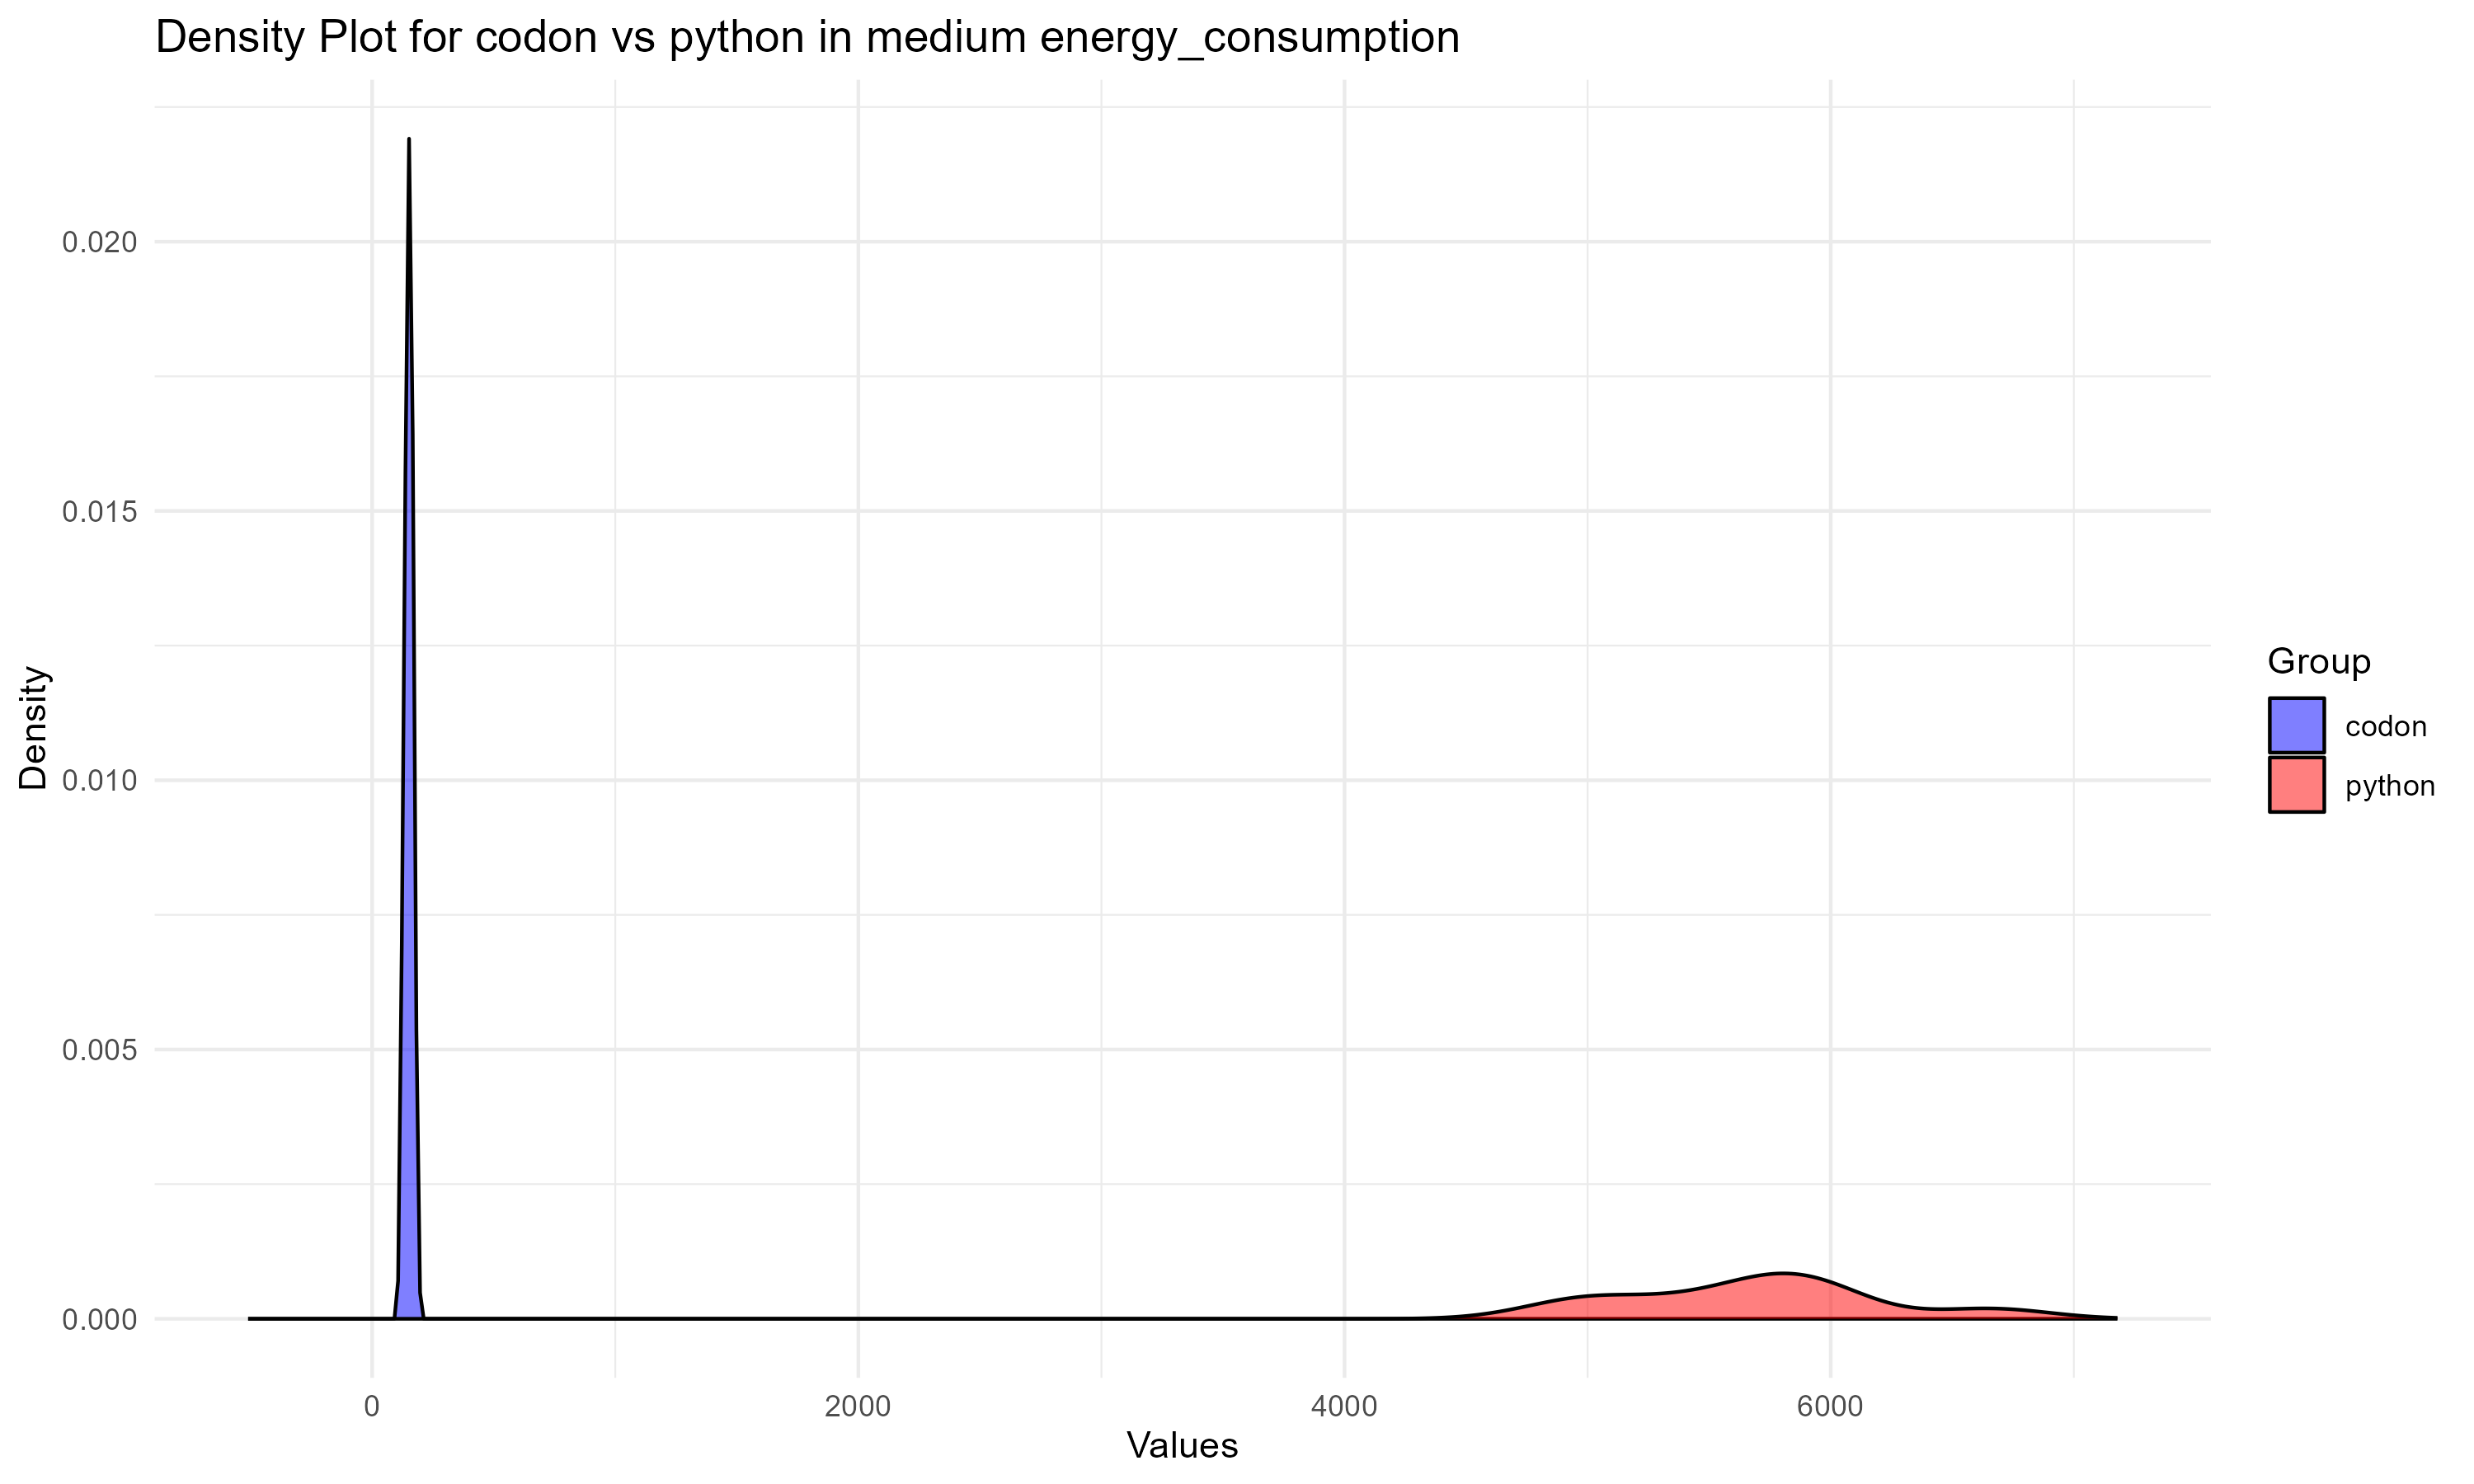 Density Plot for codon vs python in medium energy_consumption
0.020
0.015
0.010
0.005
0.000
Density
0
2000
4000
6000
Values
Group
codon
python